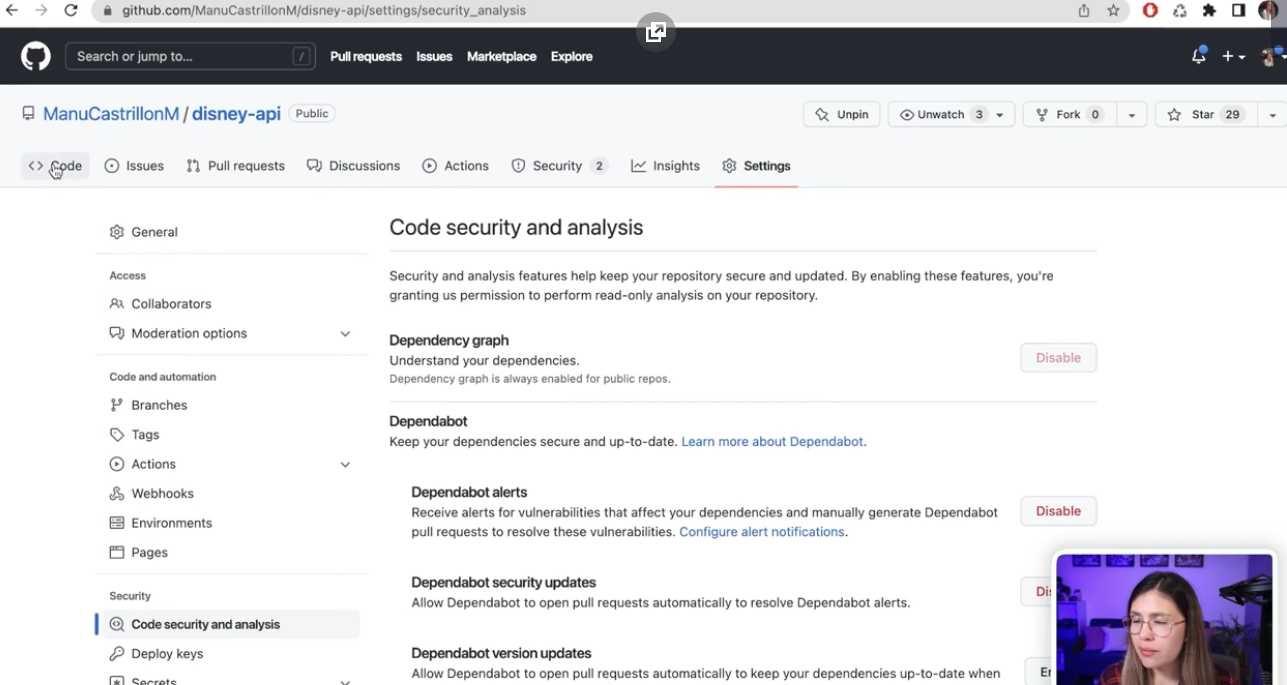 github.com/ManuCastrillonM/disney-api/settings/security_analysis
Search or jump to... /
Pull requests Issues Marketplace Explore
ManuCastrillonM / disney-api Public
Unpin Unwatch 3 Fork 0 Star 29
Code Issues Pull requests Discussions Actions Security 2 Insights Settings
General
Access
Collaborators
Moderation options
Code and automation
Branches
Tags
Actions
Webhooks
Environments
Pages
Security
Code security and analysis
Deploy keys
Secrets
Code security and analysis
Security and analysis features help keep your repository secure and updated. By enabling these features, you're
granting us permission to perform read-only analysis on your repository.
Dependency graph
Understand your dependencies.
Dependency graph is always enabled for public repos.
Disable
Dependabot
Keep your dependencies secure and up-to-date. Learn more about Dependabot.
Dependabot alerts
Receive alerts for vulnerabilities that affect your dependencies and manually generate Dependabot
pull requests to resolve these vulnerabilities. Configure alert notifications.
Disable
Dependabot security updates
Allow Dependabot to open pull requests automatically to resolve Dependabot alerts.
Dependabot version updates
Allow Dependabot to open pull requests automatically to keep your dependencies up-to-date when